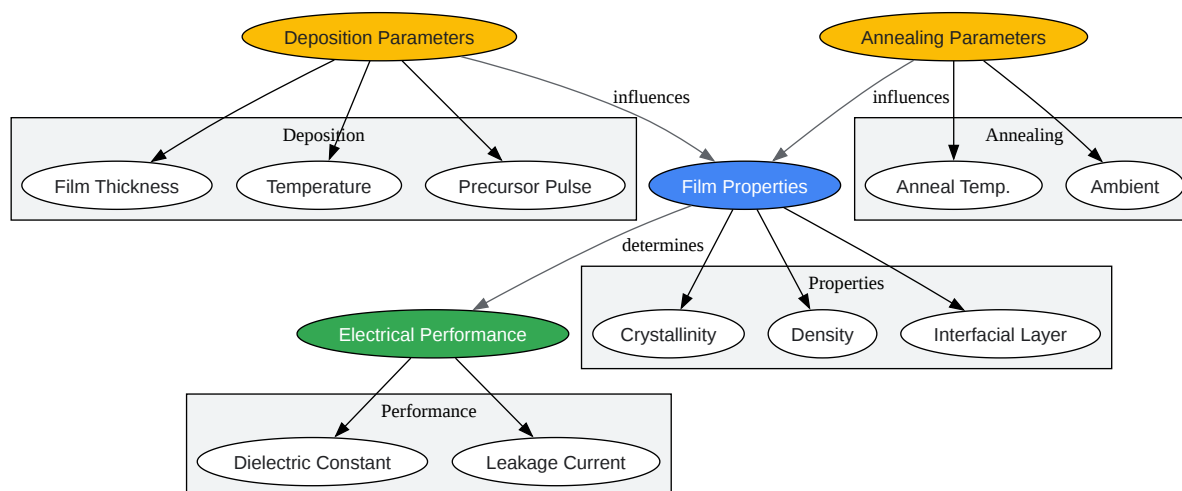 Deposition Parameters
Annealing Parameters
influences
influences
Deposition
Annealing
Film Thickness
Temperature
Precursor Pulse
Film Properties
Anneal Temp.
Ambient
determines
Properties
Electrical Performance
Crystallinity
Density
Interfacial Layer
Performance
Dielectric Constant
Leakage Current